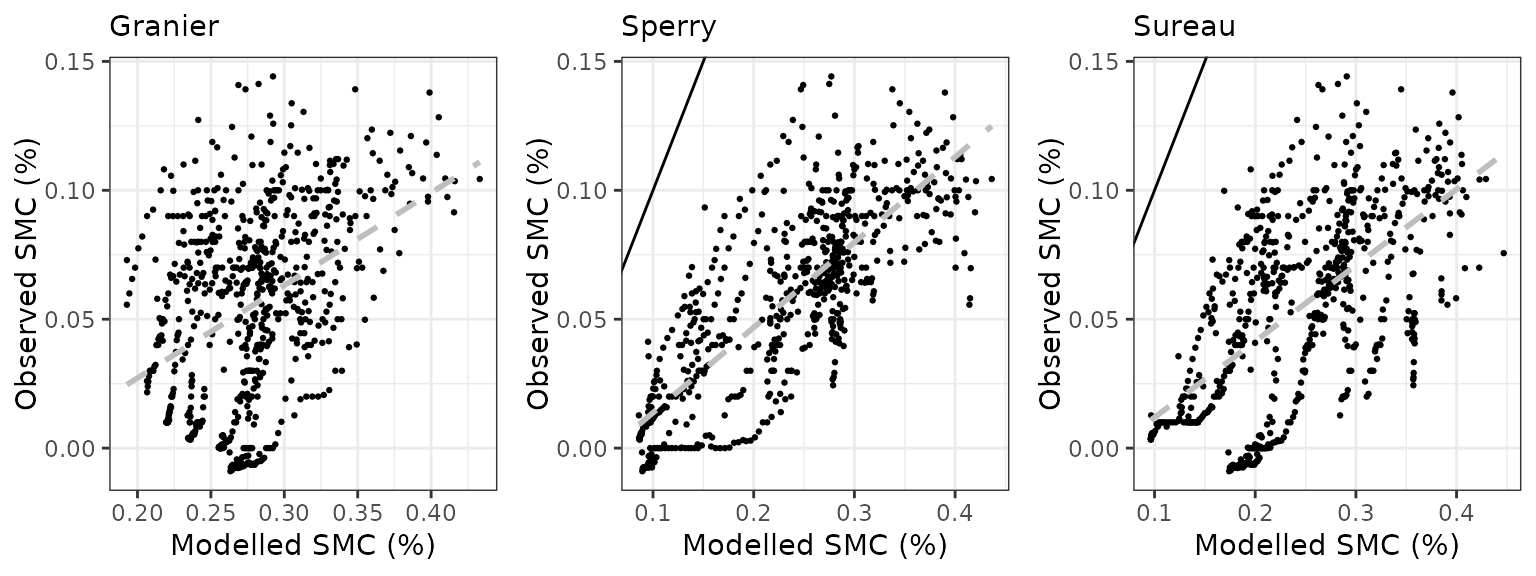 Granier
Sperry
Sureau
Observed SMC (%)
0.15
0.10
0.05
0.00
0.20 0.25 0.30 0.35 0.40
Modelled SMC (%)
Observed SMC (%)
0.15
0.10
0.05
0.00
0.1 0.2 0.3 0.4
Modelled SMC (%)
Observed SMC (%)
0.15
0.10
0.05
0.00
0.1 0.2 0.3 0.4
Modelled SMC (%)